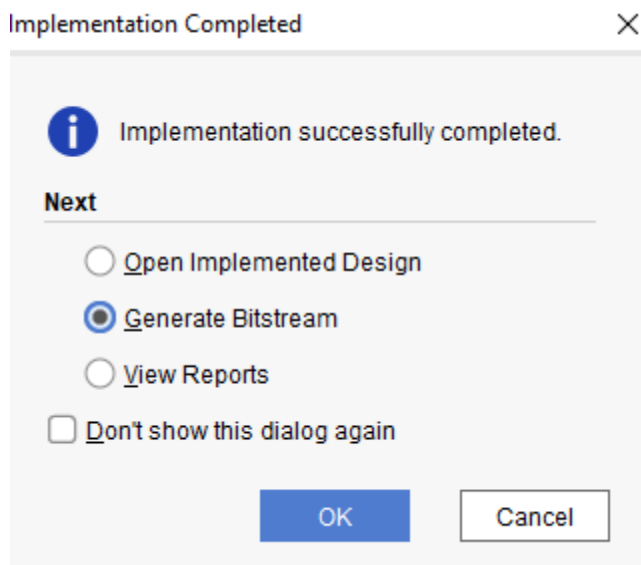 Implementation Completed
Implementation successfully completed.
Next
Open Implemented Design
Generate Bitstream
View Reports
Don't show this dialog again
OK
Cancel